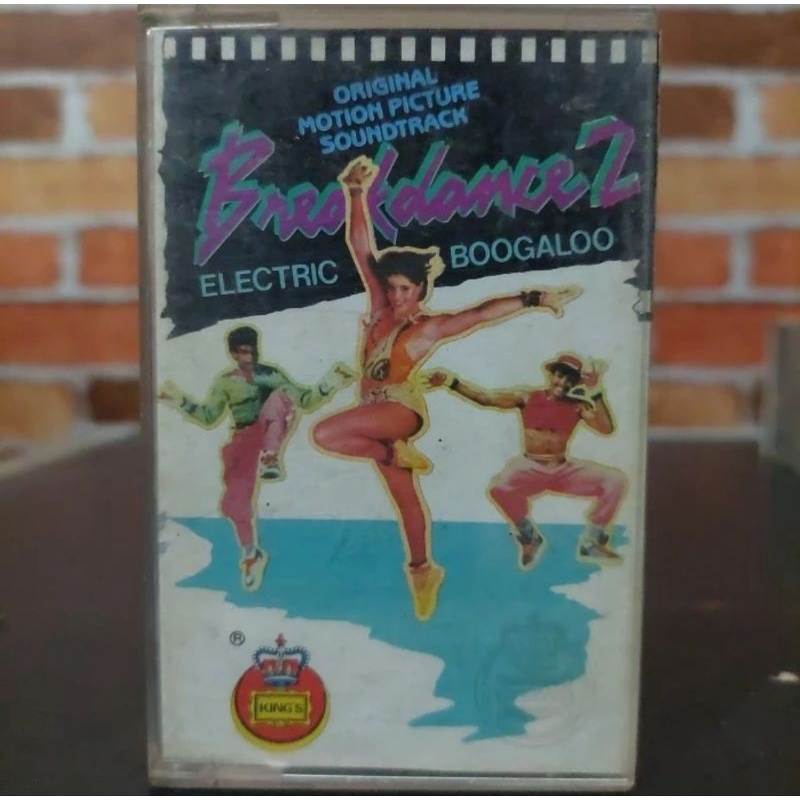 ORIGINAL
MOTION PICTURE
SOUNDTRACK
Breakdance 2
ELECTRIC BOOGALOO
®
KING'S